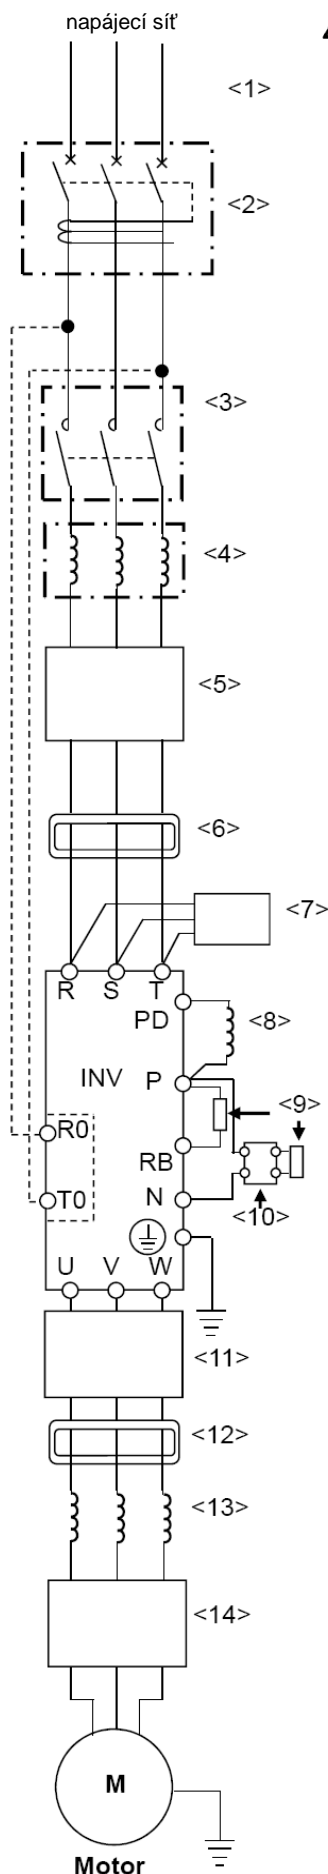 napájecí síť
<1>
<2>
<3>
<4>
<5>
<6>
<7>
R S T
PD
<8>
INV P
<9>
R0
RB
T0 N
<10>
U V W
<11>
<12>
<13>
<14>
M
Motor